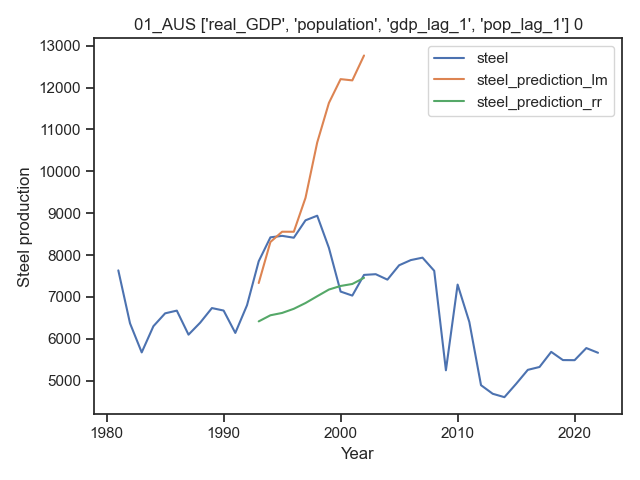 01_AUS ['real_GDP', 'population', 'gdp_lag_1', 'pop_lag_1'] 0
13000
12000
11000
10000
9000
8000
7000
6000
5000
Steel production
steel
steel_prediction_lm
steel_prediction_rr
1980
1990
2000
2010
2020
Year